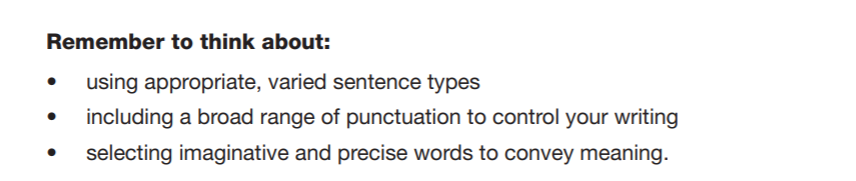 Remember to think about:
• using appropriate, varied sentence types
• including a broad range of punctuation to control your writing
• selecting imaginative and precise words to convey meaning.